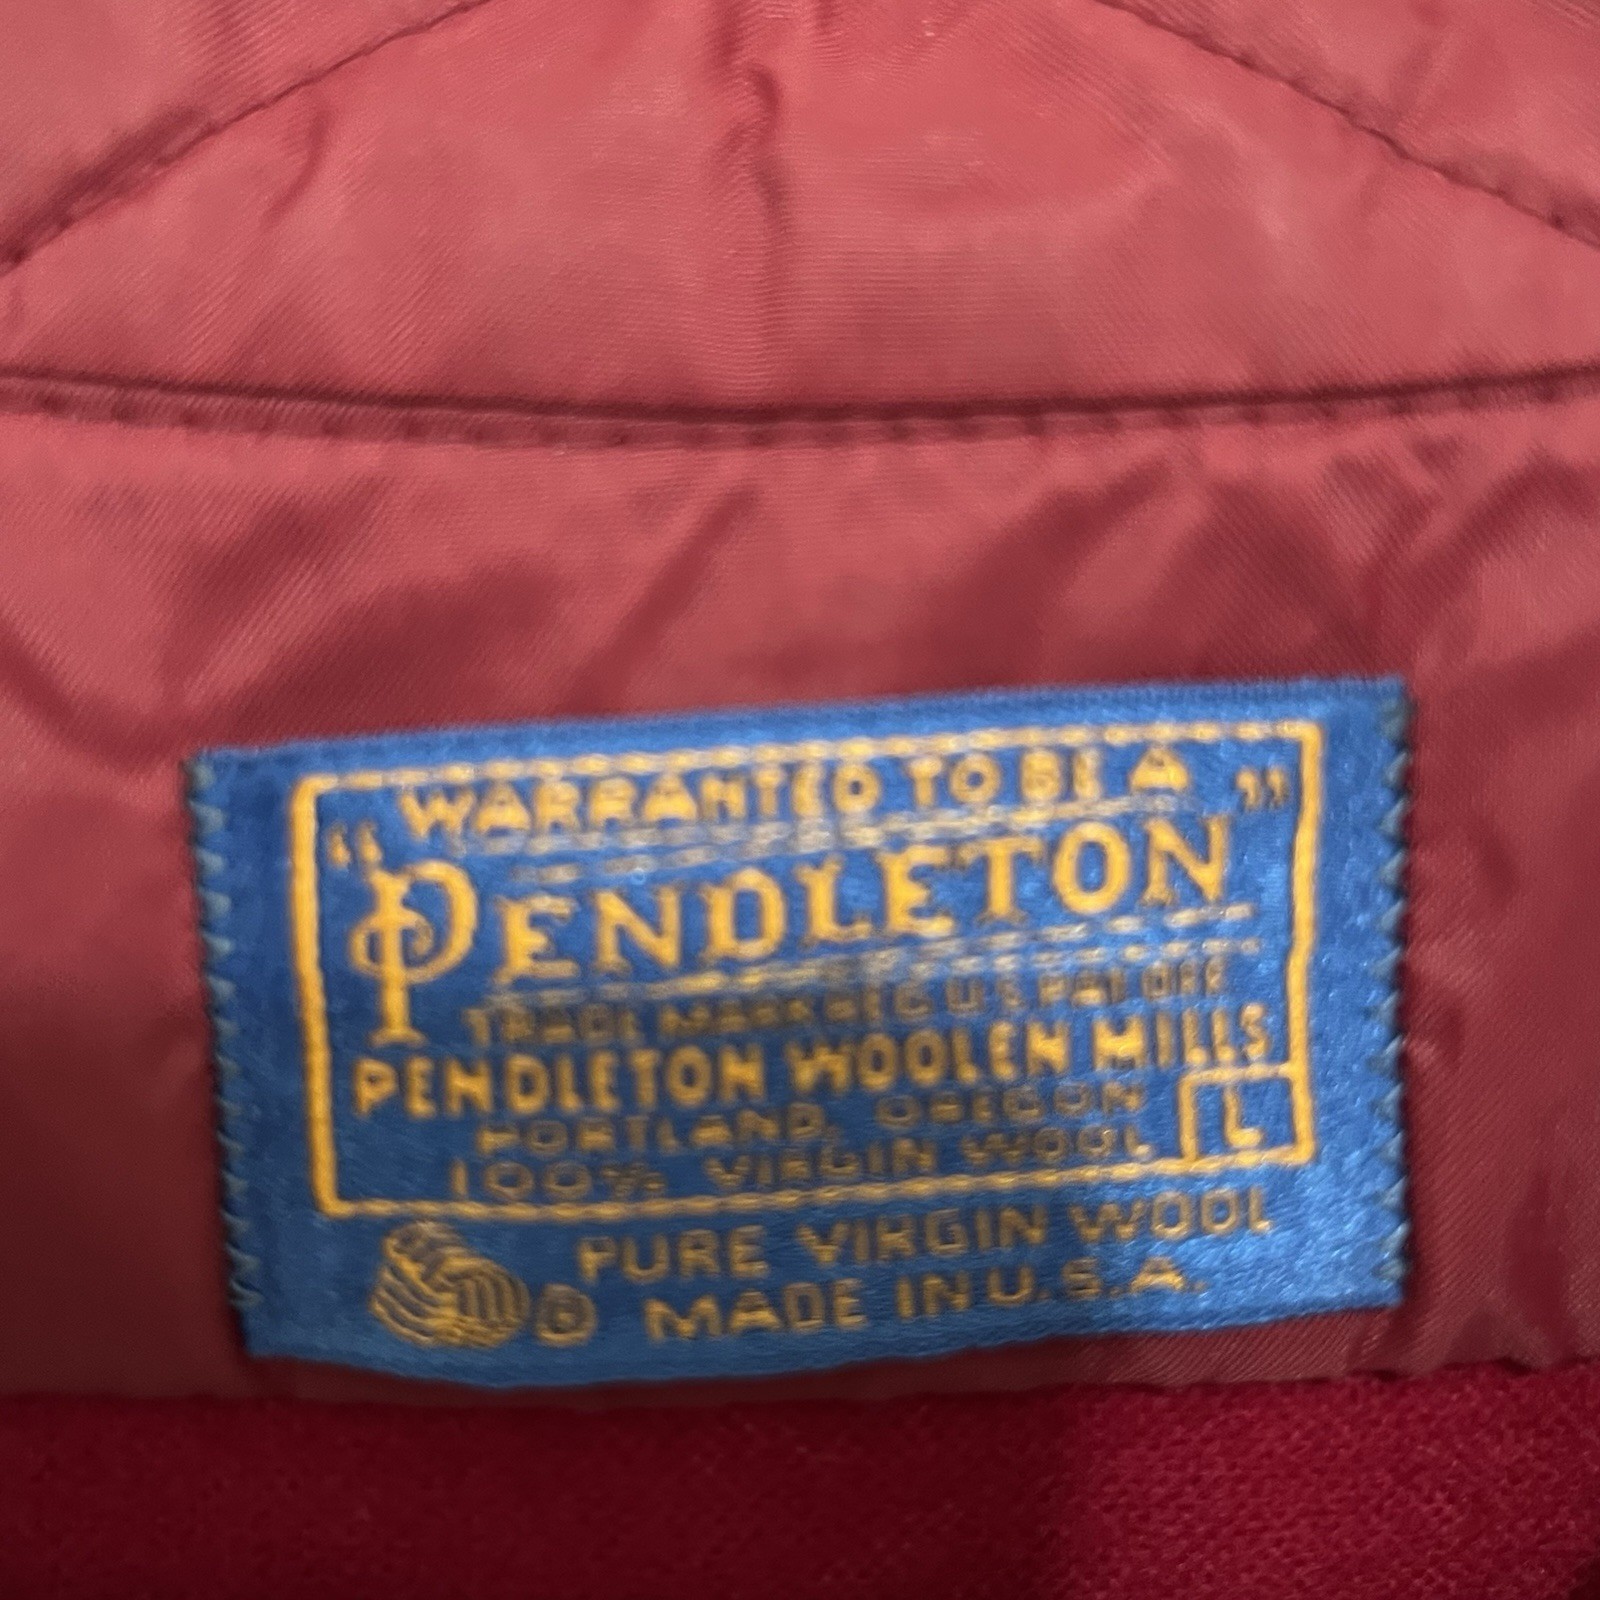 WARRANTED TO BE A
"PENDLETON"
TRADE MARK REG U.S. PAT OFF.
PENDLETON WOOLEN MILLS
PORTLAND, OREGON
100% VIRGIN WOOL L
PURE VIRGIN WOOL
® MADE IN U.S.A.